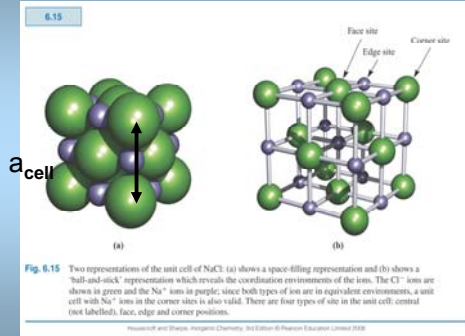 6.15
Face site
Edge site
Corner site
a cell
(a)
(b)
Fig. 6.15 Two representations of the unit cell of NaCl: (a) shows a space-filling representation and (b) shows a
'ball-and-stick' representation which reveals the coordination environments of the ions. The Cl⁻ ions are
shown in green and the Na⁺ ions in purple; since both types of ion are in equivalent environments, a unit
cell with Na⁺ ions in the corner sites is also valid. There are four types of site in the unit cell: central
(not labelled), face, edge and corner positions.
Housecroft and Sharpe, Inorganic Chemistry, 3rd Edition © Pearson Education Limited 2008